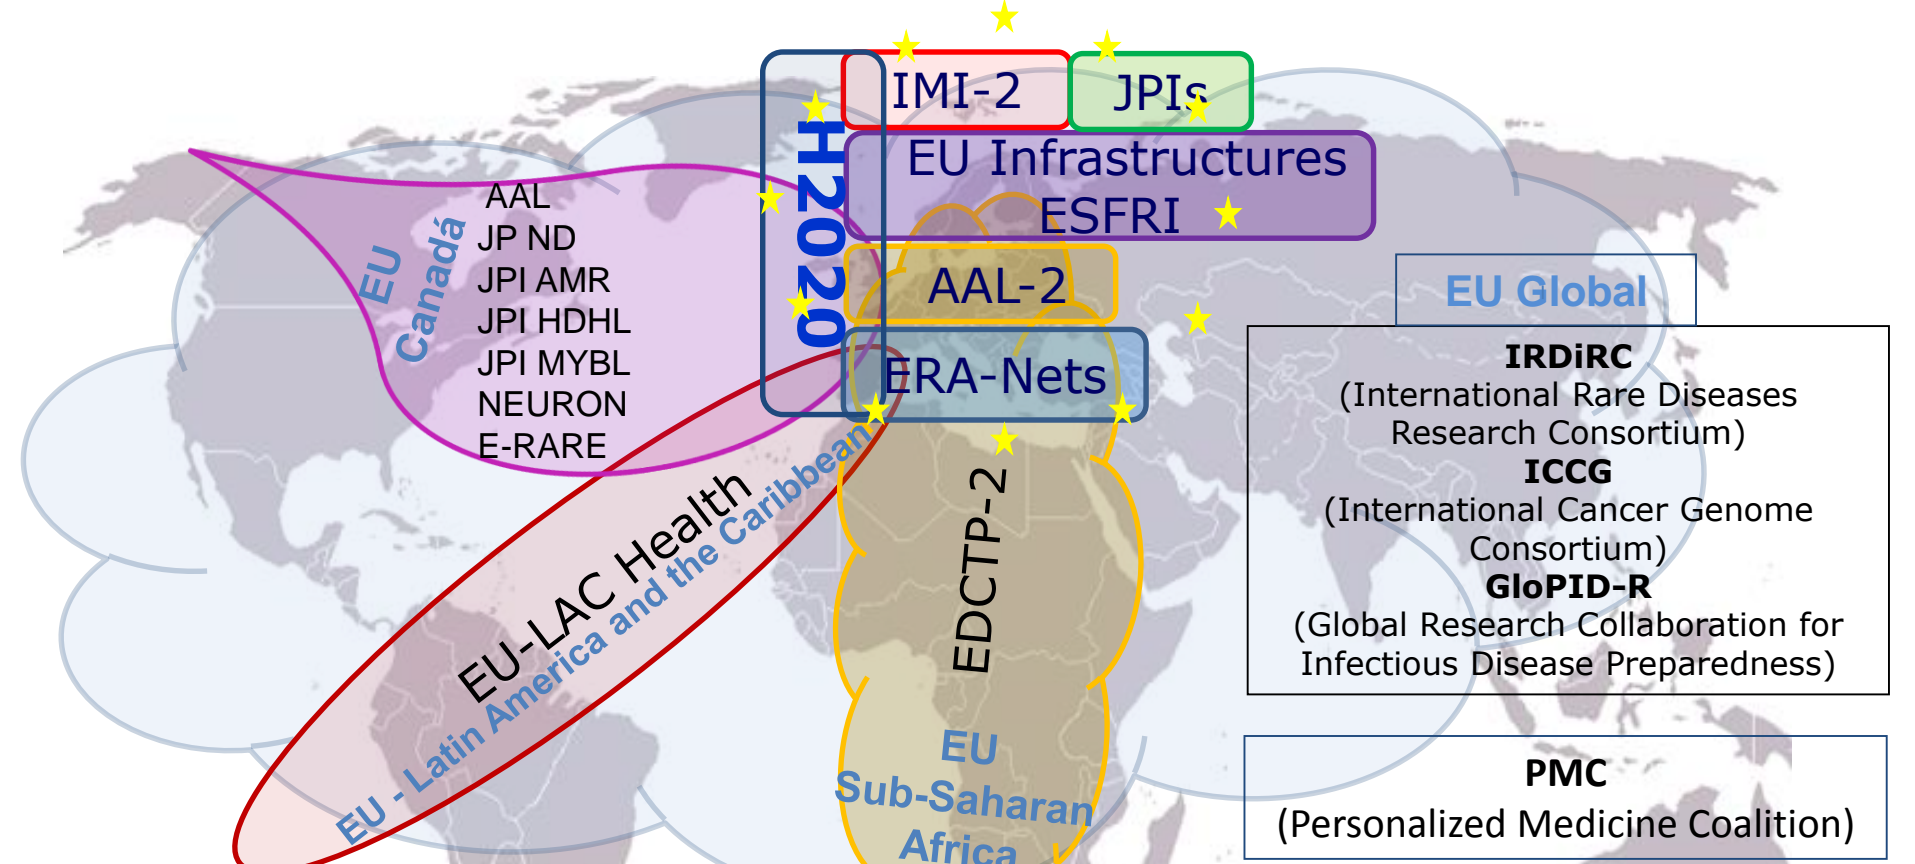 IMI-2
JPIs
H2020
EU Infrastructures
ESFRI
AAL-2
ERA-Nets
EU
Canadá
AAL
JP ND
JPI AMR
JPI HDHL
JPI MYBL
NEURON
E-RARE
EU-LAC Health
EU - Latin America and the Caribbean
EDCTP-2
EU
Sub-Saharan
Africa
EU Global
IRDiRC
(International Rare Diseases
Research Consortium)
ICCG
(International Cancer Genome
Consortium)
GloPID-R
(Global Research Collaboration for
Infectious Disease Preparedness)
PMC
(Personalized Medicine Coalition)